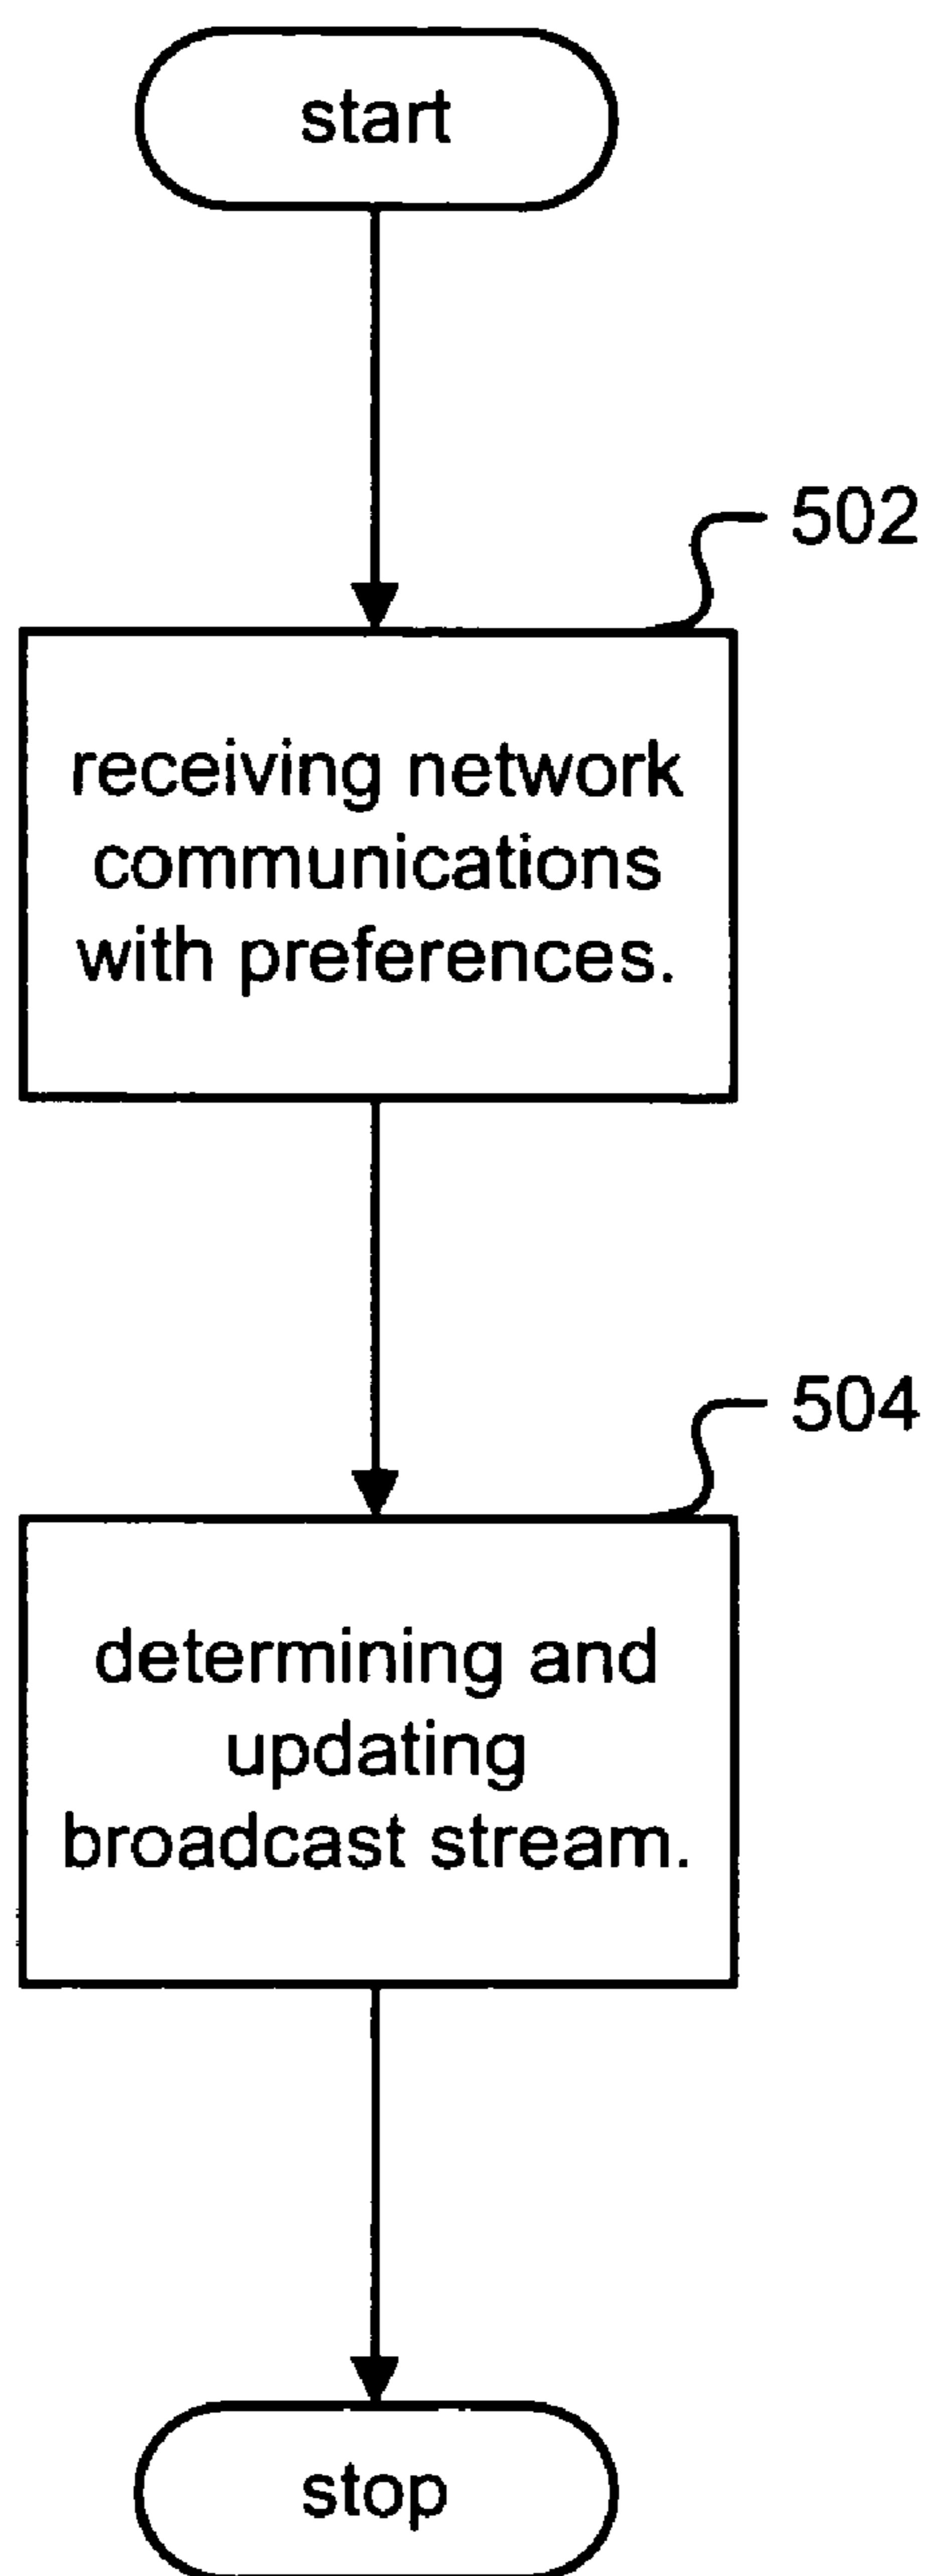 start
502
receiving network
communications
with preferences.
504
determining and
updating
broadcast stream.
stop